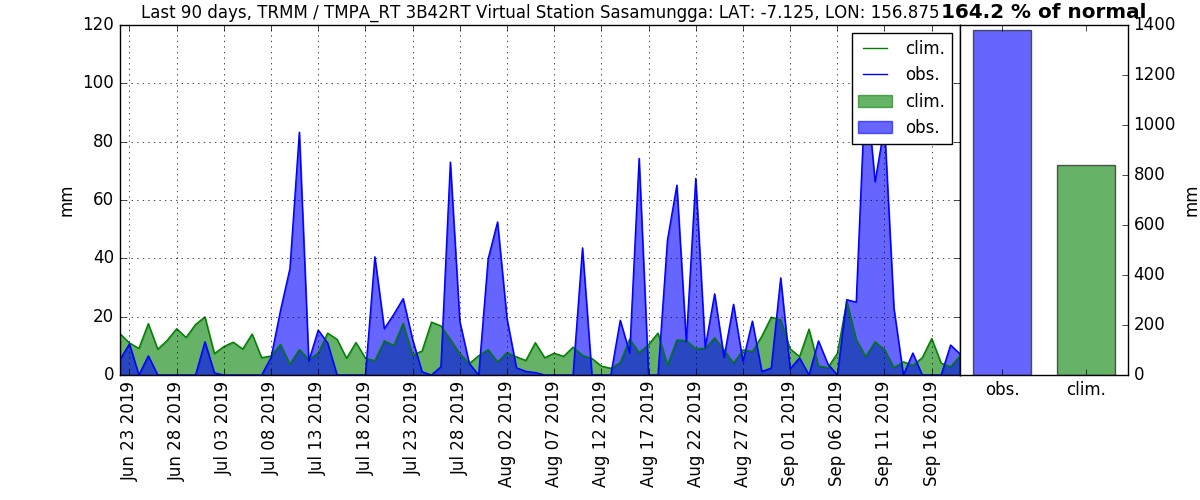 Last 90 days, TRMM / TMPA_RT 3B42RT Virtual Station Sasamungga: LAT: -7.125, LON: 156.875
164.2 % of normal
mm
120
100
80
60
40
20
0
clim.
obs.
clim.
obs.
Jun 23 2019
Jun 28 2019
Jul 03 2019
Jul 08 2019
Jul 13 2019
Jul 18 2019
Jul 23 2019
Jul 28 2019
Aug 02 2019
Aug 07 2019
Aug 12 2019
Aug 17 2019
Aug 22 2019
Aug 27 2019
Sep 01 2019
Sep 06 2019
Sep 11 2019
Sep 16 2019
1400
1200
1000
800
600
400
200
0
mm
obs.
clim.